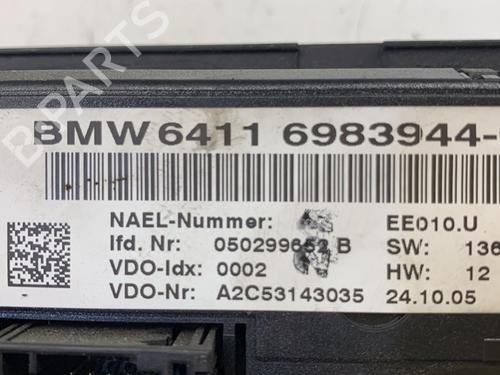 BMW 6411 6983944-
NAEL-Nummer: EE010.U
lfd. Nr: 050299652 B SW: 136
VDO-Idx: 0002 HW: 12
VDO-Nr: A2C53143035 24.10.05